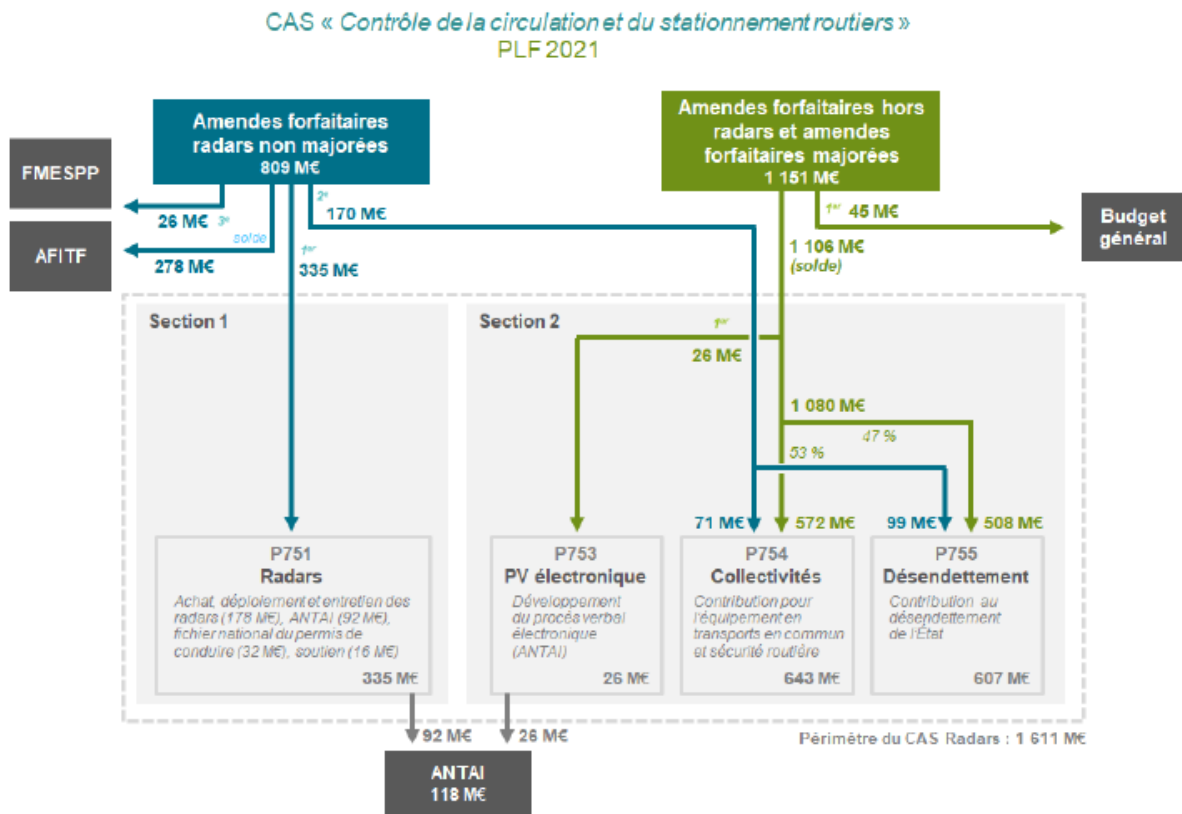 CAS « Contrôle de la circulation et du stationnement routiers »
PLF 2021
Amendes forfaitaires
radars non majorées
809 M€
Amendes forfaitaires hors
radars et amendes
forfaitaires majorées
1 151 M€
FMESPP
AFITF
Budget
général
26 M€
3e
solde
278 M€
1er
335 M€
2e
170 M€
1er
45 M€
1 106 M€
(solde)
Section 1
Section 2
1er
26 M€
1 080 M€
47 %
53 %
71 M€
572 M€
99 M€
508 M€
P751
Radars
Achat, déploiement et entretien des
radars (178 M€), ANTAI (92 M€),
fichier national du permis de
conduire (32 M€), soutien (16 M€)
335 M€
P753
PV électronique
Développement
du procès verbal
électronique
(ANTAI)
26 M€
P754
Collectivités
Contribution pour
l'équipement en
transports en commun
et sécurité routière
643 M€
P755
Désendettement
Contribution au
désendettement
de l'État
607 M€
92 M€
26 M€
Périmètre du CAS Radars : 1 611 M€
ANTAI
118 M€